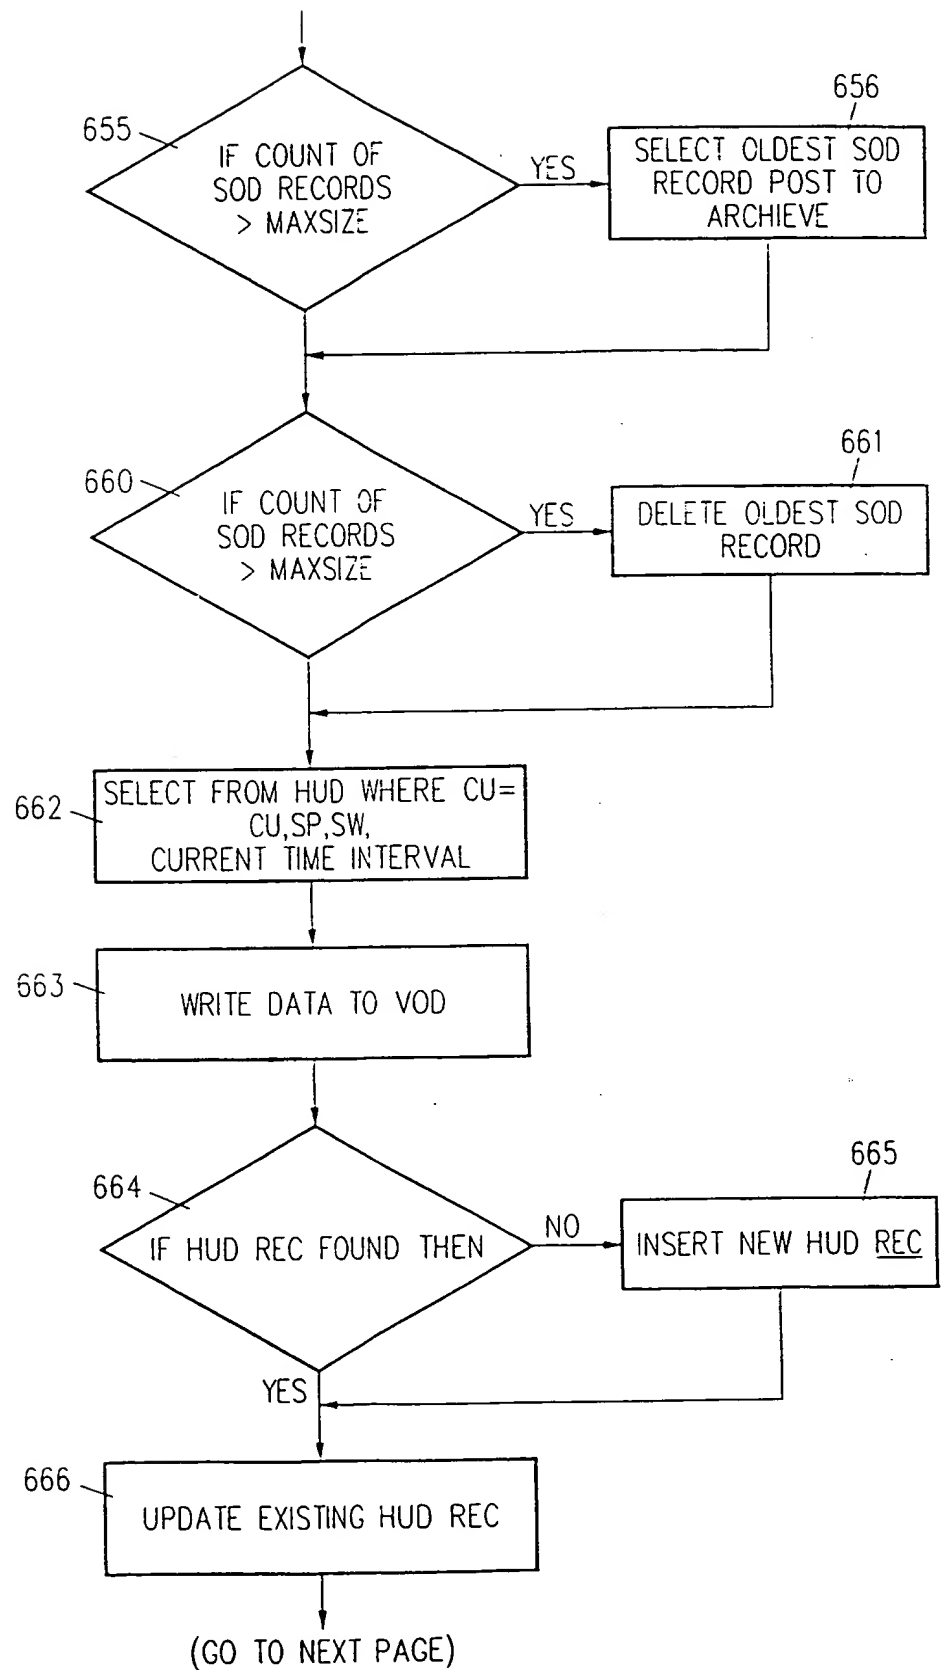 655
IF COUNT OF
SOD RECORDS
> MAXSIZE
YES
656
SELECT OLDEST SOD
RECORD POST TO
ARCHIEVE
660
IF COUNT OF
SOD RECORDS
> MAXSIZE
YES
661
DELETE OLDEST SOD
RECORD
662
SELECT FROM HUD WHERE CU=
CU,SP,SW,
CURRENT TIME INTERVAL
663
WRITE DATA TO VOD
664
IF HUD REC FOUND THEN
NO
665
INSERT NEW HUD REC
YES
666
UPDATE EXISTING HUD REC
(GO TO NEXT PAGE)